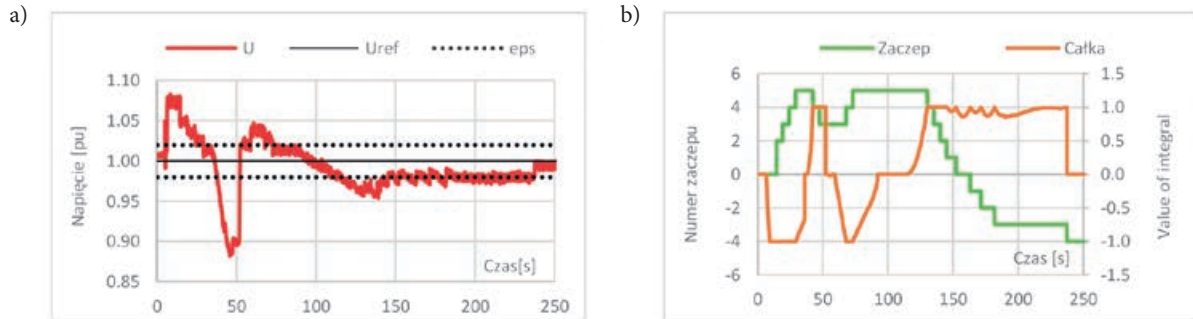 a)
U Uref eps
Napięcie [pu]
1.10
1.05
1.00
0.95
0.90
0.85
Czas[s]
0 50 100 150 200 250
b)
Zaczep Całka
Numer zaczepu
6
4
2
0
-2
-4
-6
1.5
1.0
0.5
0.0
-0.5
-1.0
-1.5
Value of integral
Czas [s]
0 50 100 150 200 250